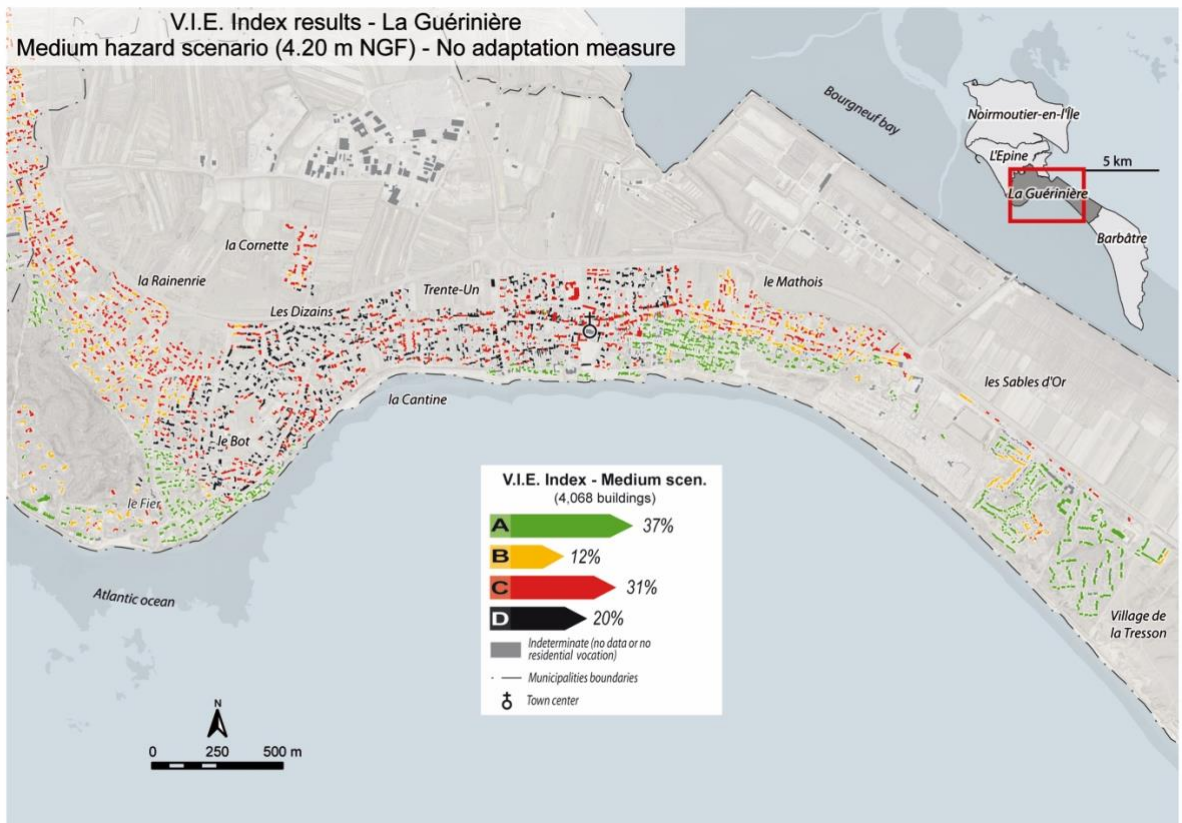 V.I.E. Index results - La Guérinière
Medium hazard scenario (4.20 m NGF) - No adaptation measure
Bourgneuf bay
Noirmoutier-en-l'Île
L'Epine
5 km
La Guérinière
Barbâtre
la Cornette
la Rainenrie
Trente-Un
le Mathois
Les Dizains
les Sables d'Or
la Cantine
le Bot
le Fier
Atlantic ocean
Village de
la Tresson
V.I.E. Index - Medium scen.
(4,068 buildings)
A 37%
B 12%
C 31%
D 20%
Indeterminate (no data or no
residential vocation)
Municipalities boundaries
Town center
N
0 250 500 m